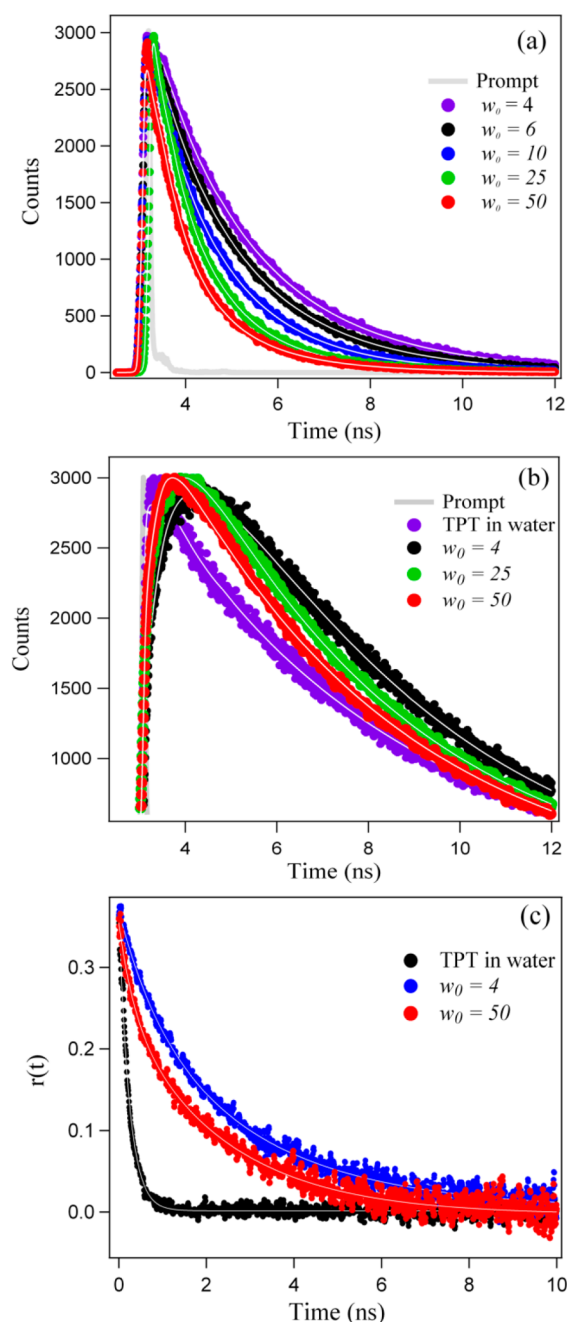 (a)
3000
2500
2000
1500
1000
500
0
Counts
Prompt
w₀ = 4
w₀ = 6
w₀ = 10
w₀ = 25
w₀ = 50
4 6 8 10 12
Time (ns)
(b)
3000
2500
2000
1500
1000
Counts
Prompt
TPT in water
w₀ = 4
w₀ = 25
w₀ = 50
4 6 8 10 12
Time (ns)
(c)
0.3
0.2
0.1
0.0
r(t)
TPT in water
w₀ = 4
w₀ = 50
0 2 4 6 8 10
Time (ns)